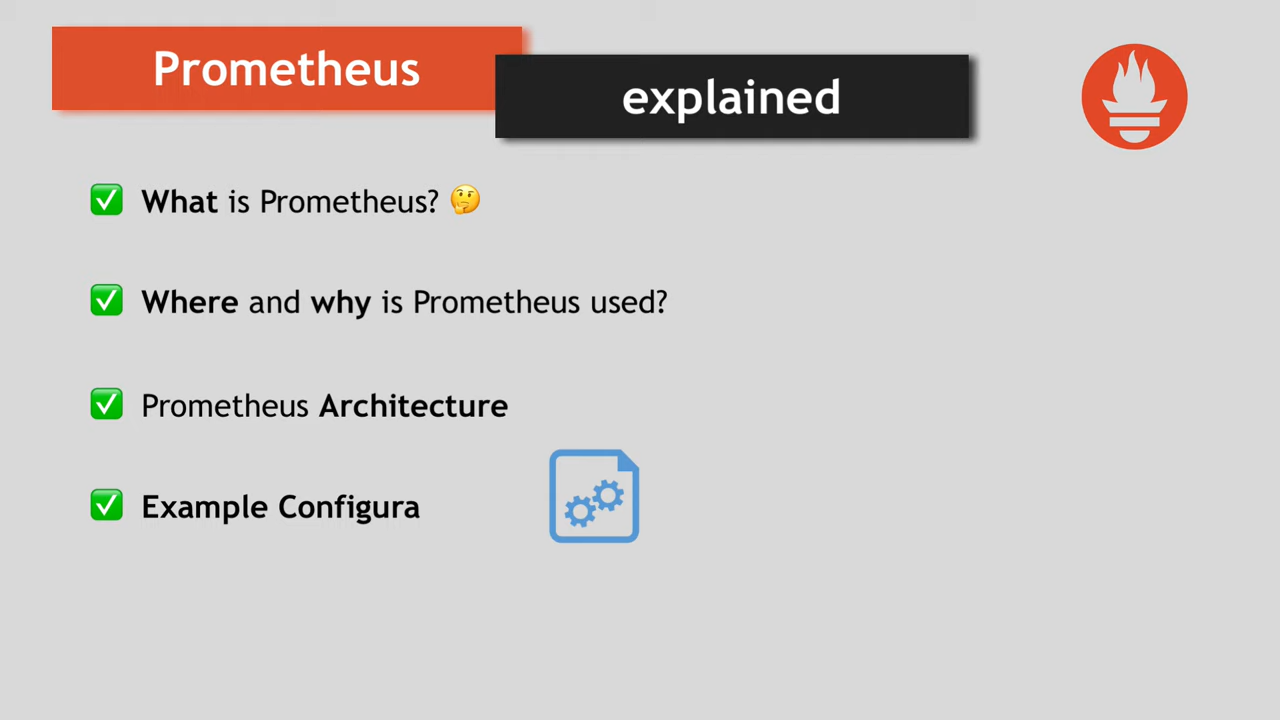 Prometheus
explained
What is Prometheus? 🤔
Where and why is Prometheus used?
Prometheus Architecture
Example Configura